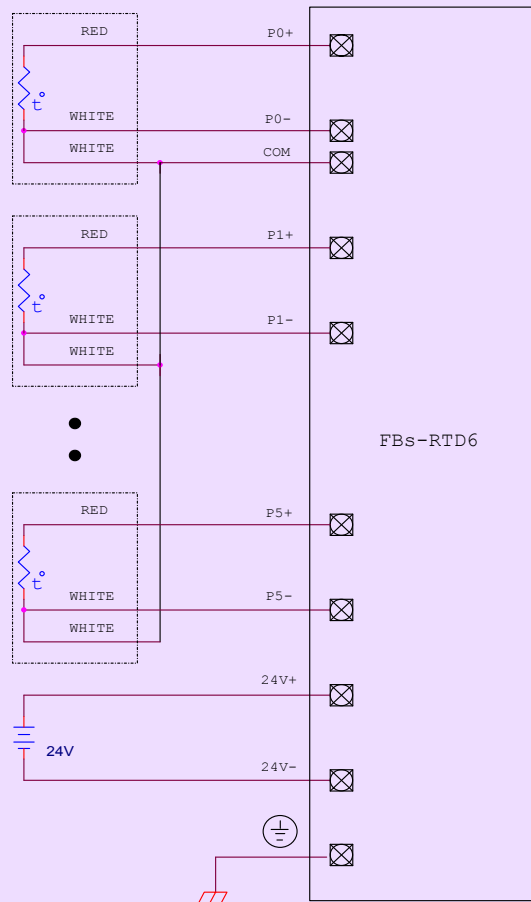 RED
P0+
t°
WHITE
P0-
WHITE
COM
RED
P1+
t°
WHITE
P1-
WHITE
FBs-RTD6
RED
P5+
t°
WHITE
P5-
WHITE
24V+
24V
24V-